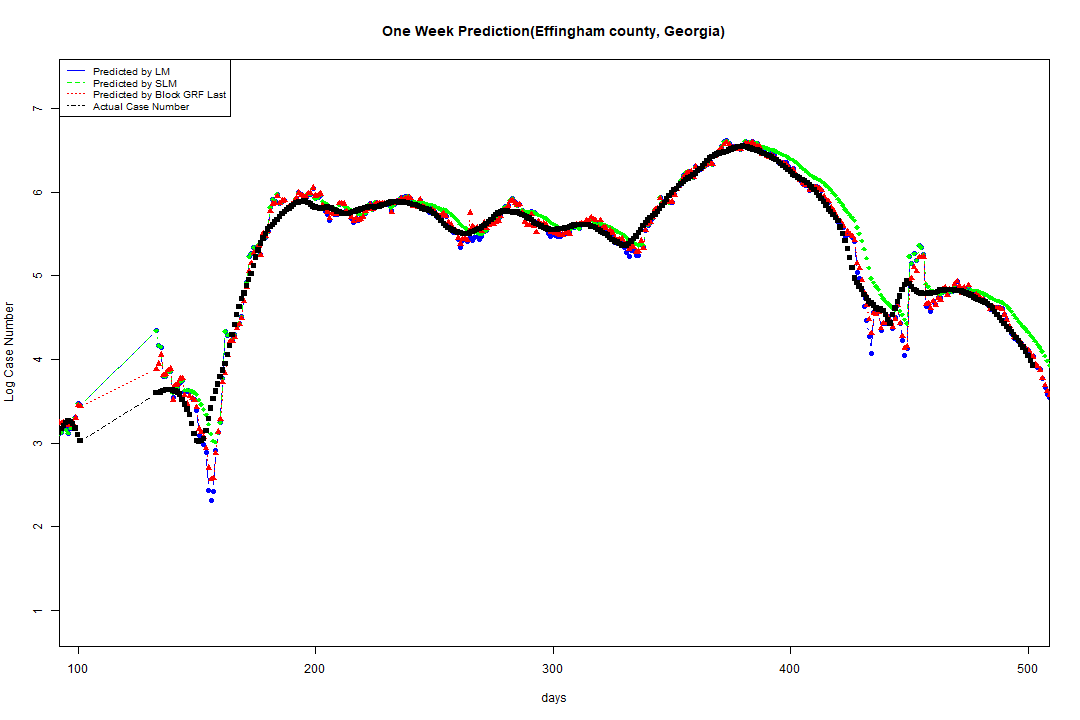 One Week Prediction(Effingham county, Georgia)
Predicted by LM
Predicted by SLM
Predicted by Block GRF Last
Actual Case Number
7
6
5
4
3
2
1
Log Case Number
100 200 300 400 500
days